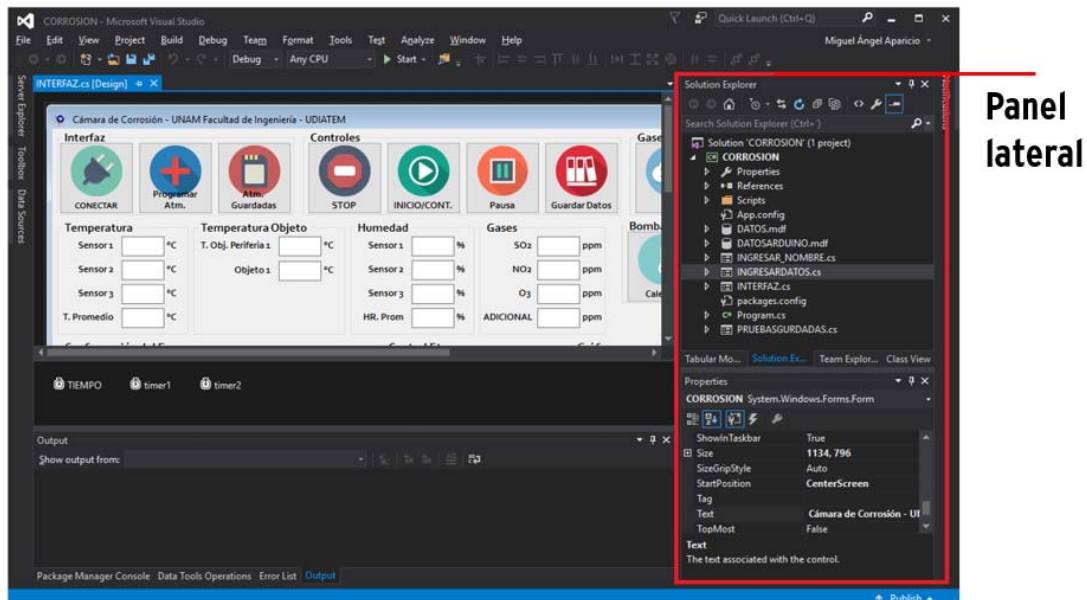 CORROSION - Microsoft Visual Studio
Quick Launch (Ctrl+Q)
File Edit View Project Build Debug Team Format Tools Test Analyze Window Help
Miguel Ángel Aparicio
Debug Any CPU Start
Server Explorer
Toolbox
Data Sources
INTERFAZ.cs [Design]
Cámara de Corrosión - UNAM Facultad de Ingeniería - UDIATEM
Interfaz Controles Gase
CONECTAR
Programar Atm.
Atm. Guardadas
STOP
INICIO/CONT.
Pausa
Guardar Datos
Temperatura Temperatura Objeto Humedad Gases Bomb
Sensor 1 °C T. Obj. Periferia 1 °C Sensor 1 % SO2 ppm
Sensor 2 °C Objeto 1 °C Sensor 2 % NO2 ppm
Sensor 3 °C Sensor 3 % O3 ppm Cale
T. Promedio °C HR. Prom % ADICIONAL ppm
TIEMPO timer1 timer2
Output
Show output from:
Package Manager Console Data Tools Operations Error List Output
Solution Explorer
Search Solution Explorer (Ctrl+´)
Solution 'CORROSION' (1 project)
CORROSION
Properties
References
Scripts
App.config
DATOS.mdf
DATOSARDUINO.mdf
INGRESAR_NOMBRE.cs
INGRESARDATOS.cs
INTERFAZ.cs
packages.config
Program.cs
PRUEBASGURDADAS.cs
Tabular Mo... Solution Ex... Team Explor... Class View
Properties
CORROSION System.Windows.Forms.Form
ShowInTaskbar True
Size 1134, 796
SizeGripStyle Auto
StartPosition CenterScreen
Tag
Text Cámara de Corrosión - UI
TopMost False
Text
The text associated with the control.
Publish
Panel
lateral